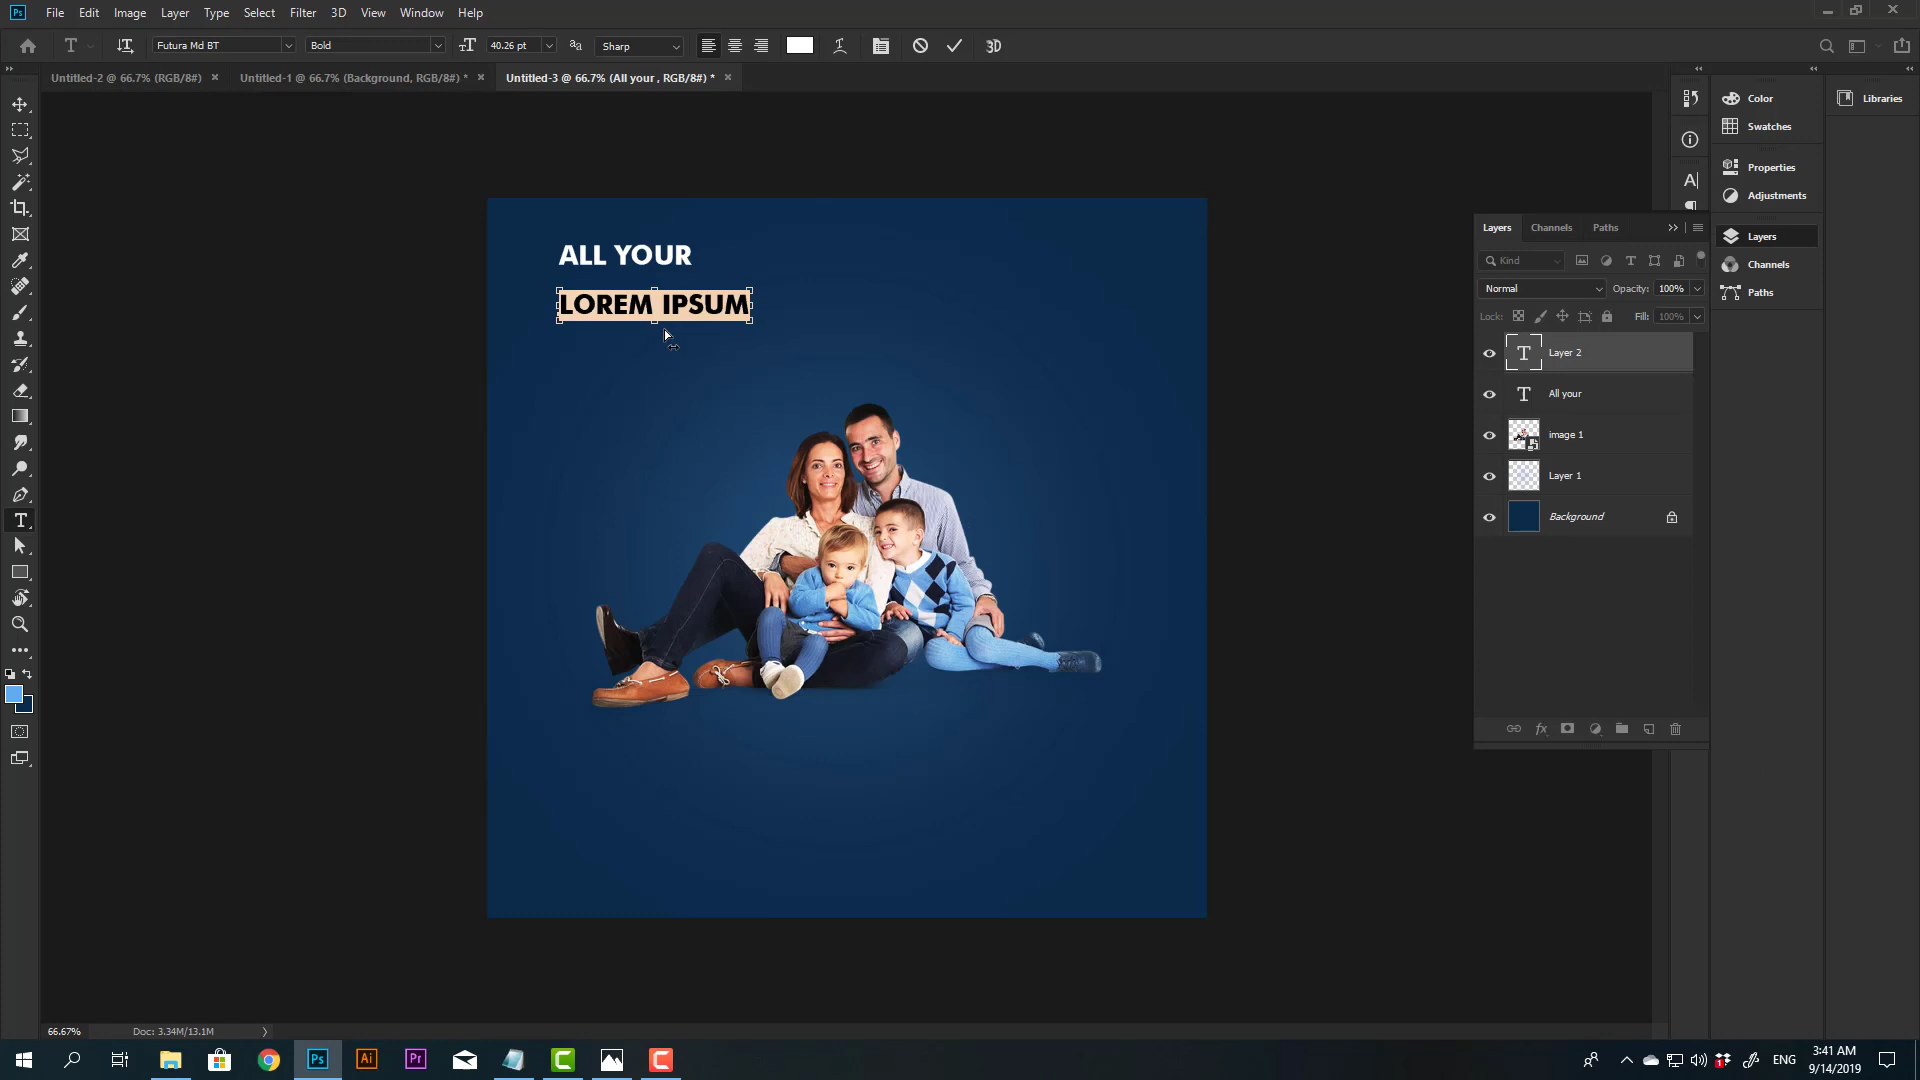 File Edit Image Layer Type Select Filter 3D View Window Help
Futura Md BT Bold 40.26 pt Sharp 3D
Untitled-2 @ 66.7% (RGB/8#) Untitled-1 @ 66.7% (Background, RGB/8#) * Untitled-3 @ 66.7% (All your , RGB/8#) *
Color
Libraries
Swatches
Properties
Adjustments
Layers
Channels
Paths
Layers Channels Paths
Kind
Normal Opacity: 100%
Lock: Fill: 100%
Layer 2
All your
image 1
Layer 1
Background
ALL YOUR
LOREM IPSUM
66.67% Doc: 3.34M/13.1M
Ps Ai Pr
ENG
3:41 AM
9/14/2019